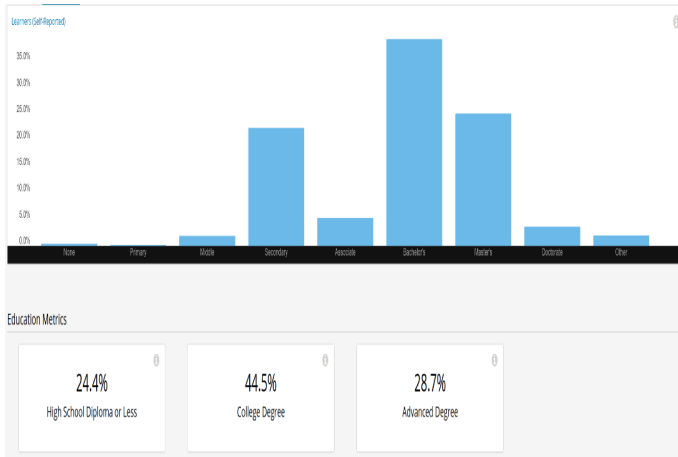 Learners (Self-Reported)
35.0%
30.0%
25.0%
20.0%
15.0%
10.0%
5.0%
0.0%
None Primary Middle Secondary Associate Bachelor's Master's Doctorate Other
Education Metrics
24.4% 44.5% 28.7%
High School Diploma or Less College Degree Advanced Degree